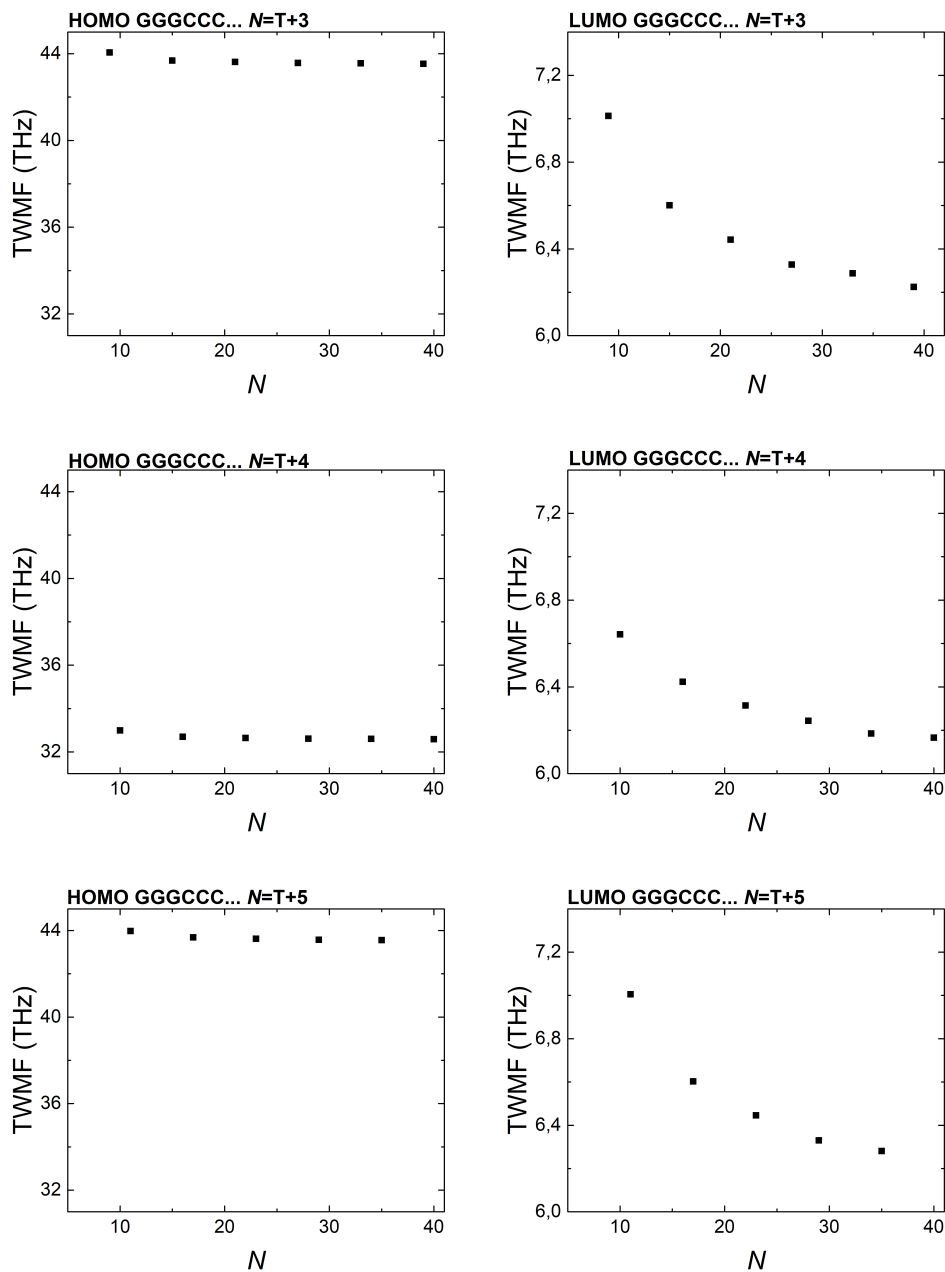 HOMO GGGCCC... N=T+3
TWMF (THz)
44
40
36
32
10 20 30 40
N
LUMO GGGCCC... N=T+3
TWMF (THz)
7,2
6,8
6,4
6,0
10 20 30 40
N
HOMO GGGCCC... N=T+4
TWMF (THz)
44
40
36
32
10 20 30 40
N
LUMO GGGCCC... N=T+4
TWMF (THz)
7,2
6,8
6,4
6,0
10 20 30 40
N
HOMO GGGCCC... N=T+5
TWMF (THz)
44
40
36
32
10 20 30 40
N
LUMO GGGCCC... N=T+5
TWMF (THz)
7,2
6,8
6,4
6,0
10 20 30 40
N